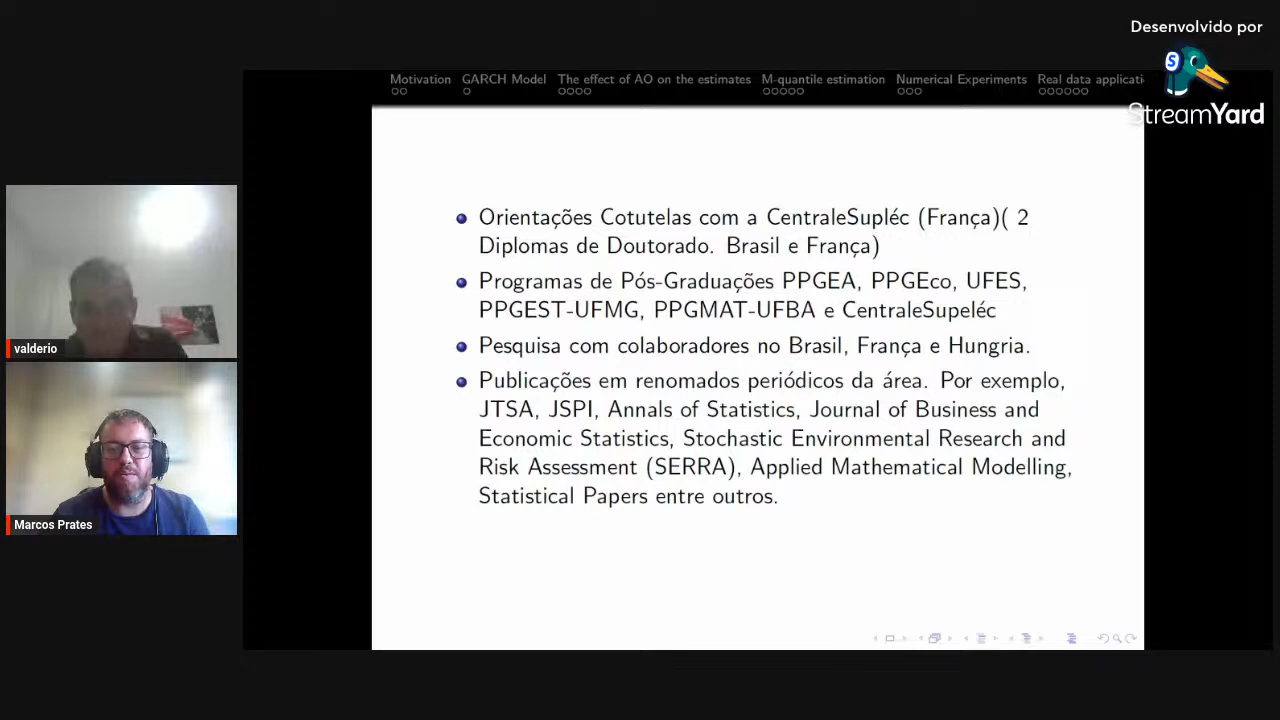 Desenvolvido por
StreamYard
Motivation GARCH Model The effect of AO on the estimates M-quantile estimation Numerical Experiments Real data applicati
Orientações Cotutelas com a CentraleSupléc (França)( 2
Diplomas de Doutorado. Brasil e França)
Programas de Pós-Graduações PPGEA, PPGEco, UFES,
PPGEST-UFMG, PPGMAT-UFBA e CentraleSupeléc
Pesquisa com colaboradores no Brasil, França e Hungria.
Publicações em renomados periódicos da área. Por exemplo,
JTSA, JSPI, Annals of Statistics, Journal of Business and
Economic Statistics, Stochastic Environmental Research and
Risk Assessment (SERRA), Applied Mathematical Modelling,
Statistical Papers entre outros.
valderio
Marcos Prates